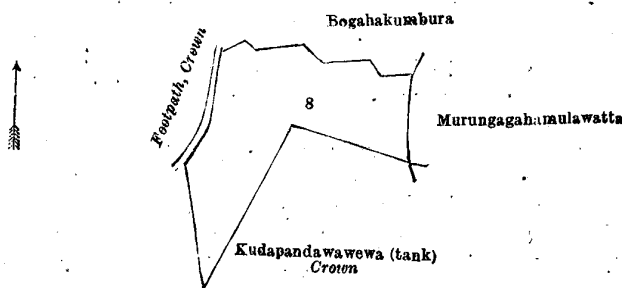 Bogahakumbura
Footpath, Crown
8
Murungagahamulawatta
Kudapandawawewa (tank)
Crown